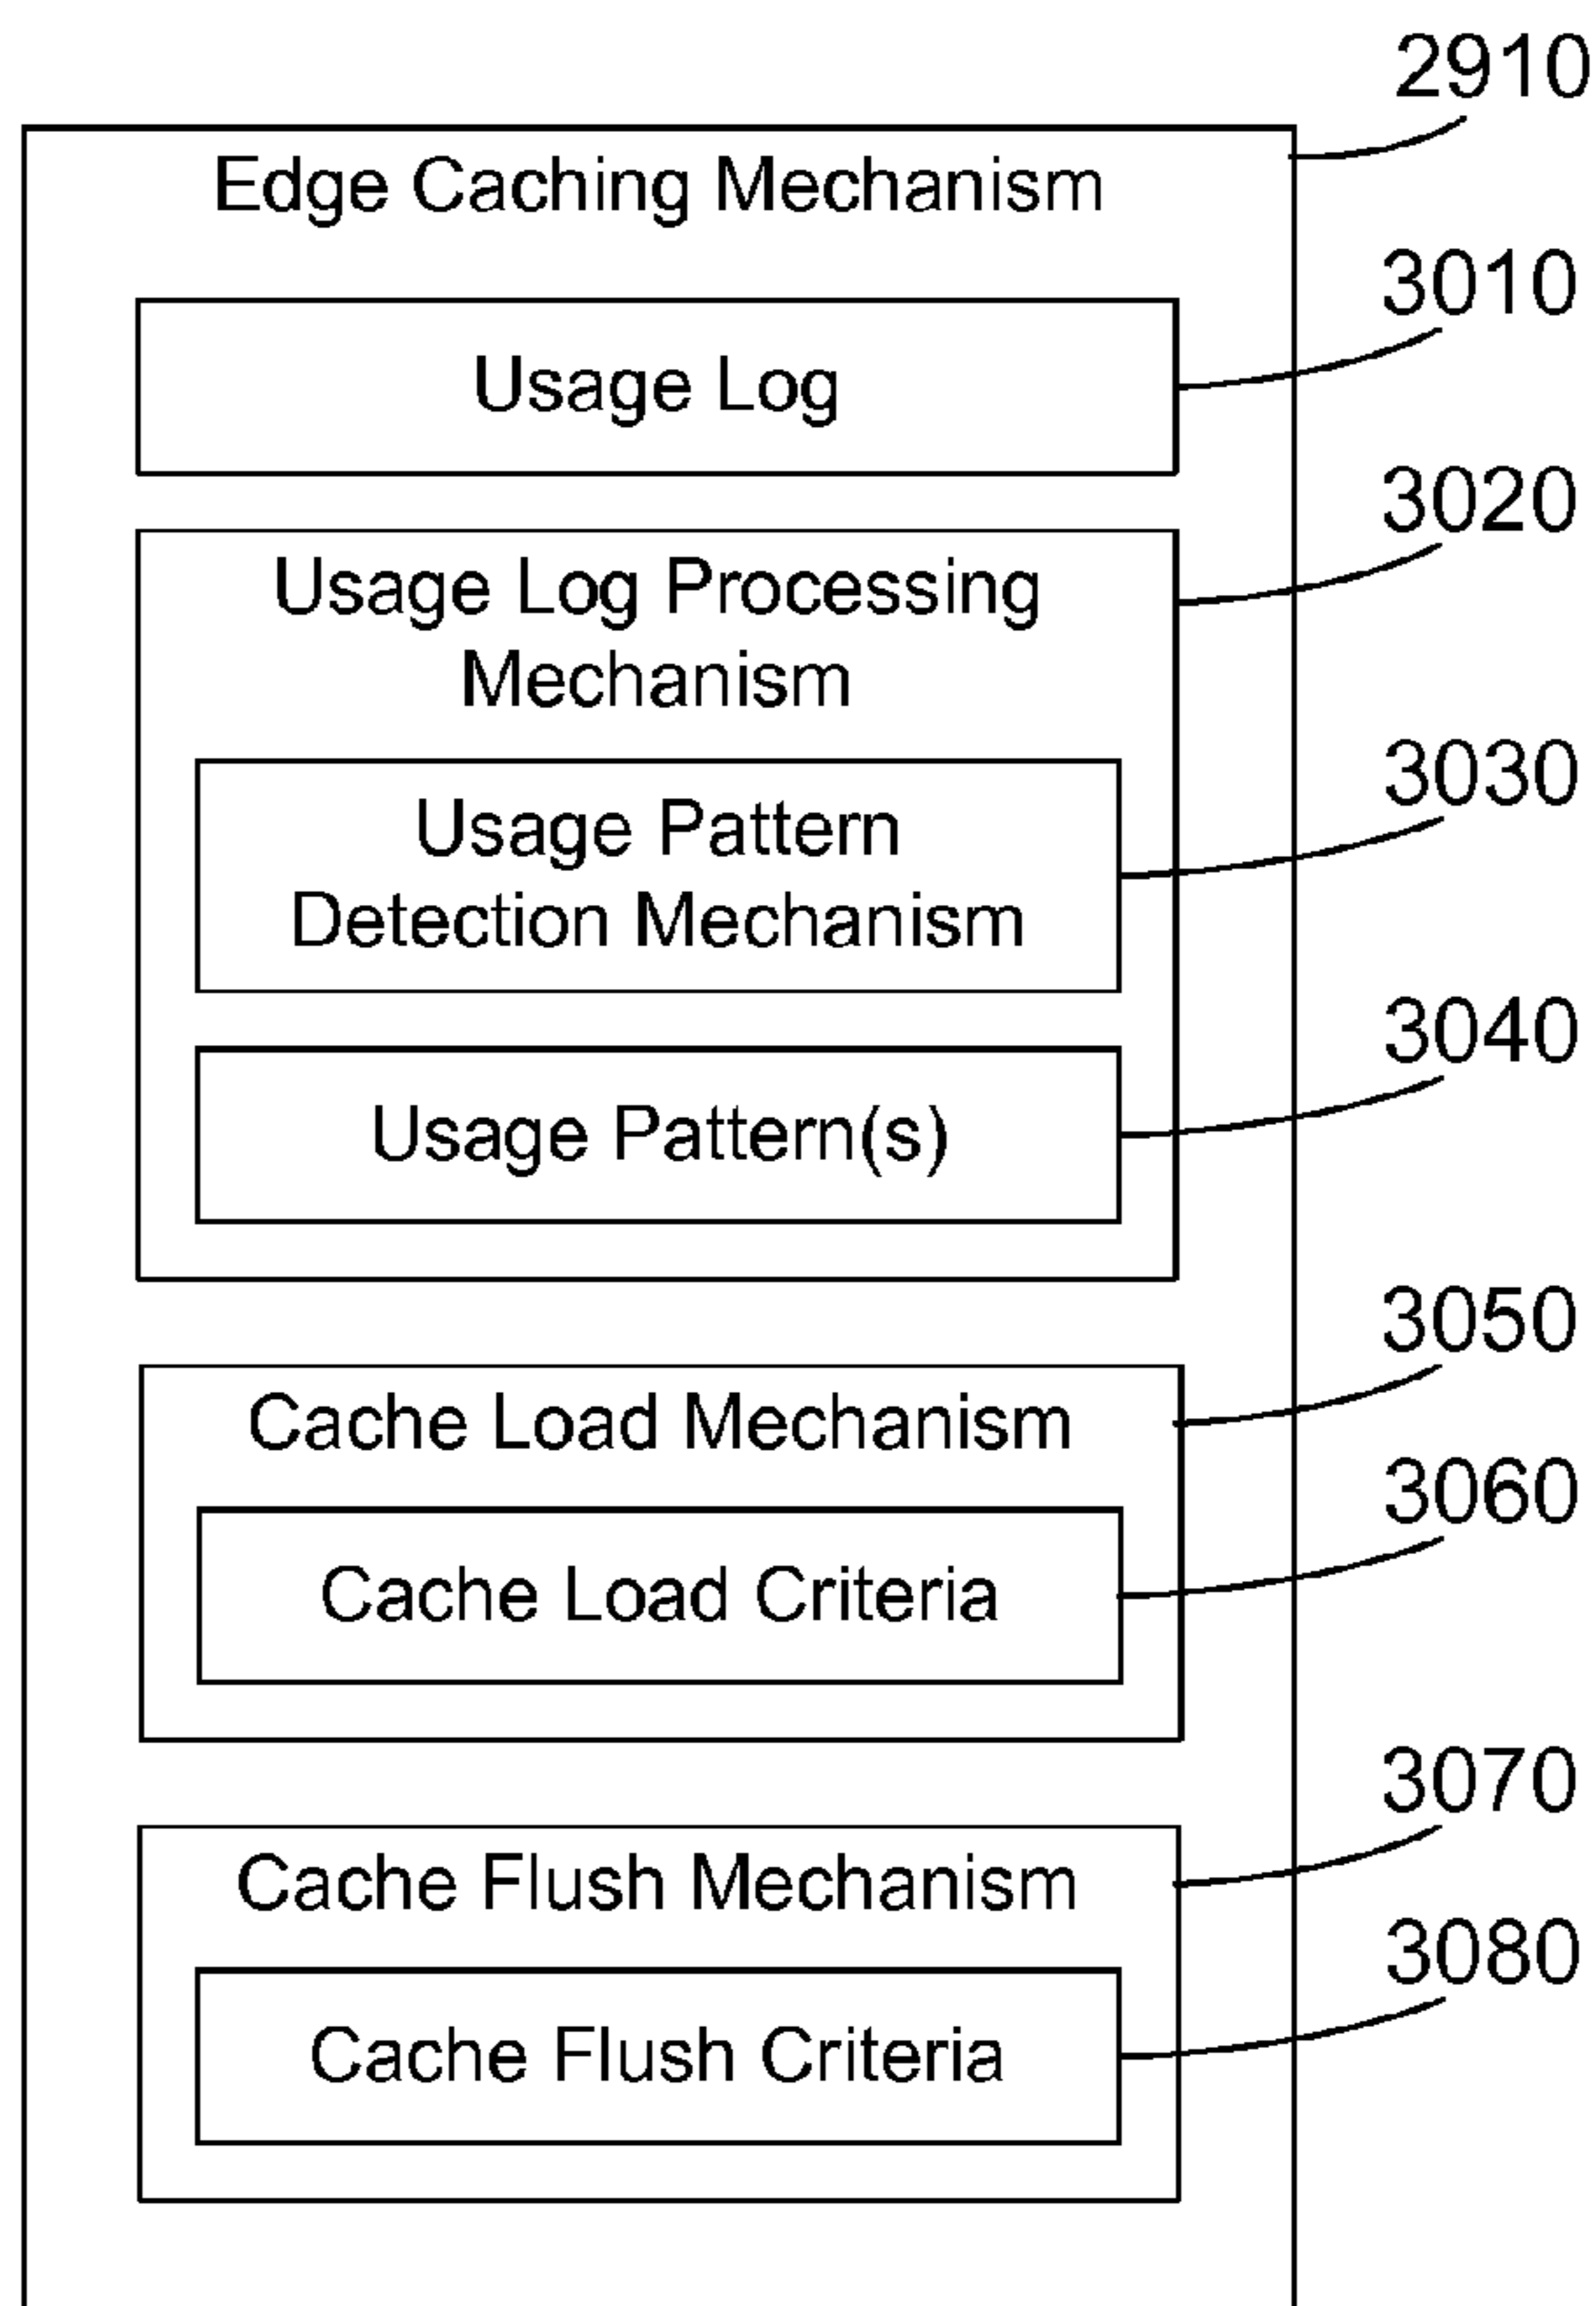 2910
Edge Caching Mechanism
3010
Usage Log
3020
Usage Log Processing
Mechanism
3030
Usage Pattern
Detection Mechanism
3040
Usage Pattern(s)
3050
Cache Load Mechanism
3060
Cache Load Criteria
3070
Cache Flush Mechanism
3080
Cache Flush Criteria